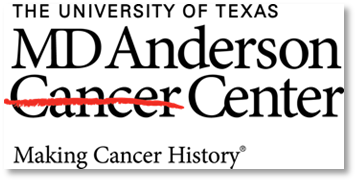 THE UNIVERSITY OF TEXAS
MD Anderson
Cancer Center
Making Cancer History®